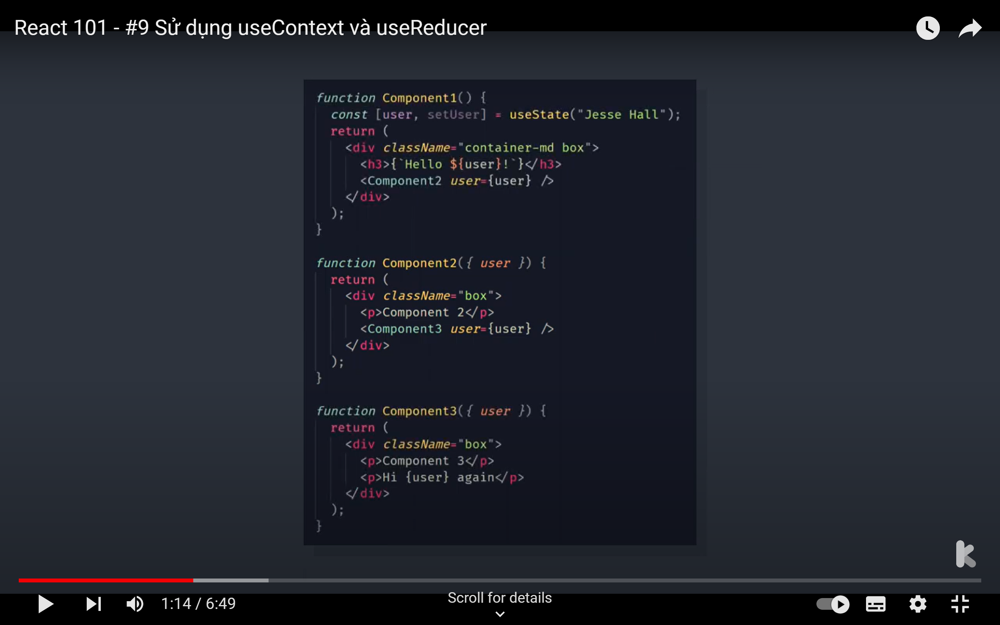 React 101 - #9 Sử dụng useContext và useReducer
function Component1() {
const [user, setUser] = useState("Jesse Hall");
return (
<div className="container-md box">
<h3>{`Hello ${user}!`}</h3>
<Component2 user={user} />
</div>
);
}
function Component2({ user }) {
return (
<div className="box">
<p>Component 2</p>
<Component3 user={user} />
</div>
);
}
function Component3({ user }) {
return (
<div className="box">
<p>Component 3</p>
<p>Hi {user} again</p>
</div>
);
}
k
1:14 / 6:49
Scroll for details